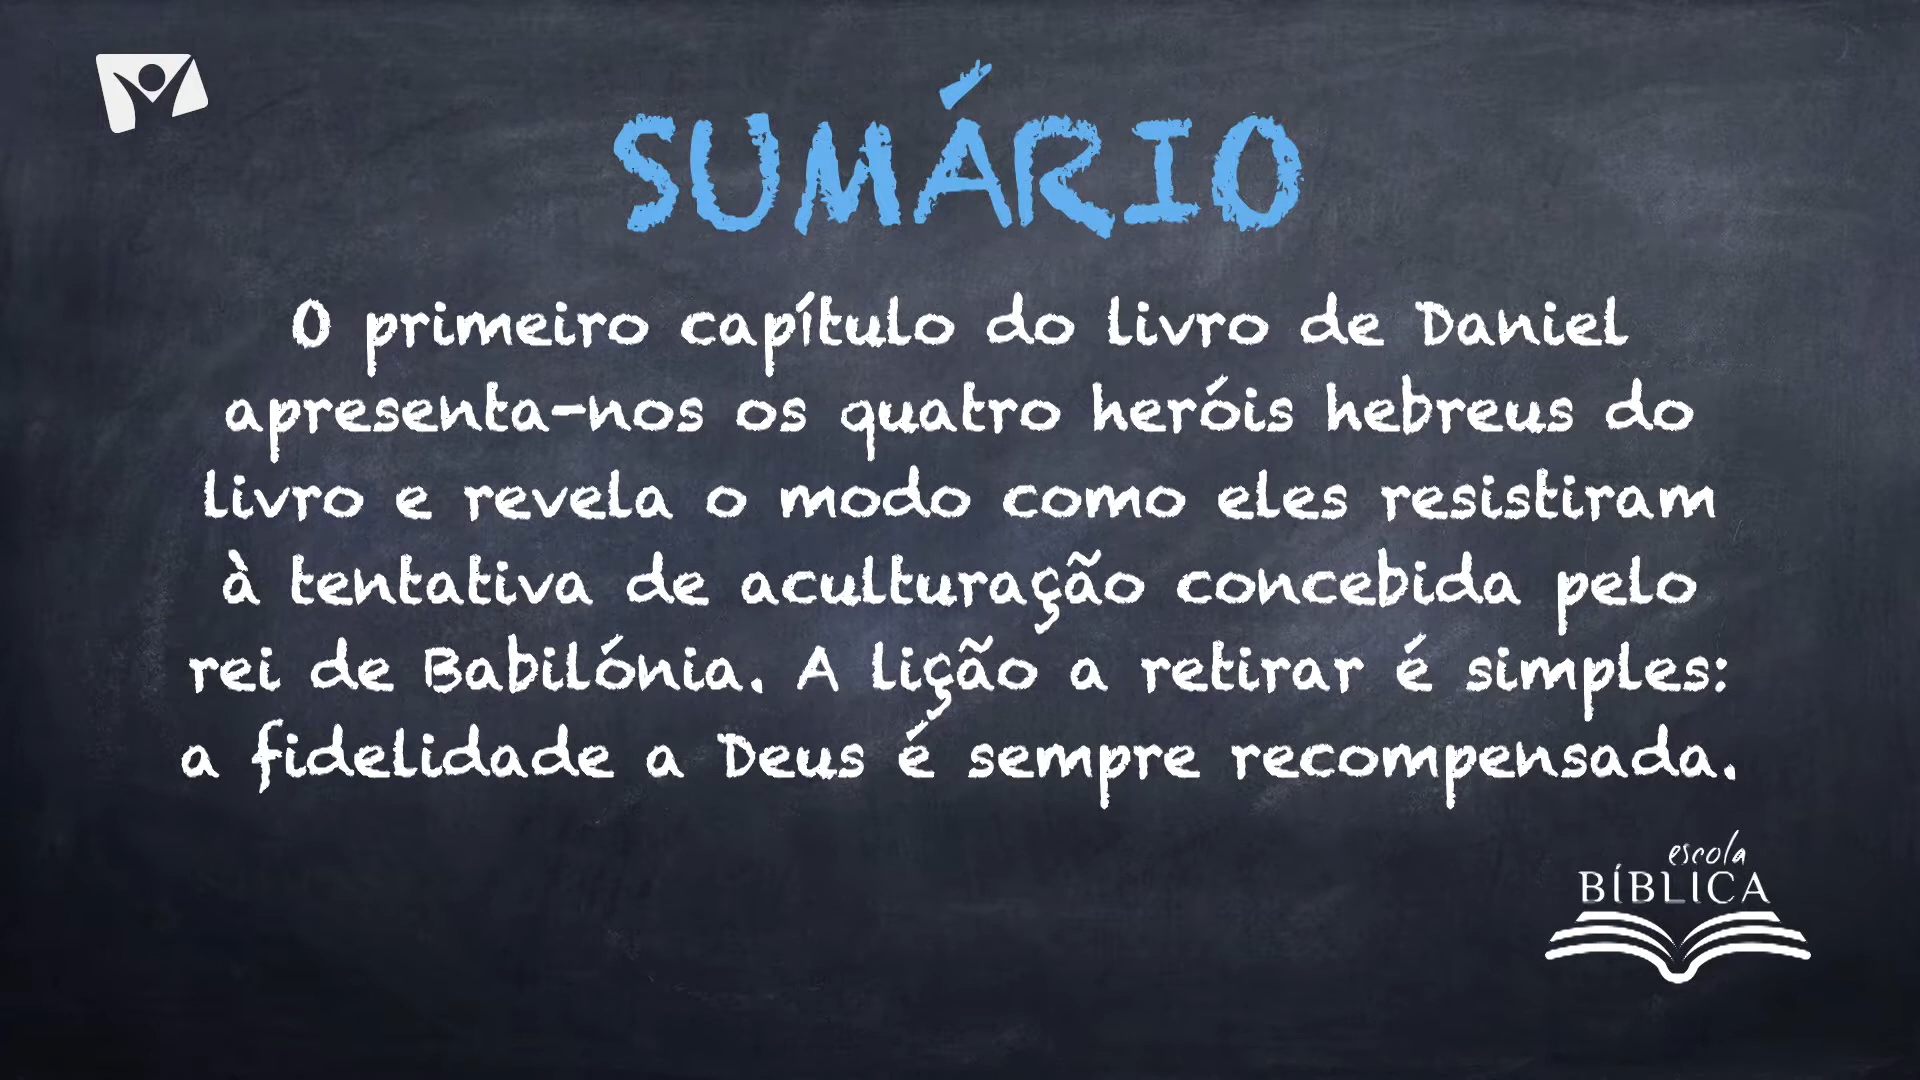 SUMÁRIO
O primeiro capítulo do livro de Daniel
apresenta-nos os quatro heróis hebreus do
livro e revela o modo como eles resistiram
à tentativa de aculturação concebida pelo
rei de Babilónia. A lição a retirar é simples:
a fidelidade a Deus é sempre recompensada.
escola
BÍBLICA